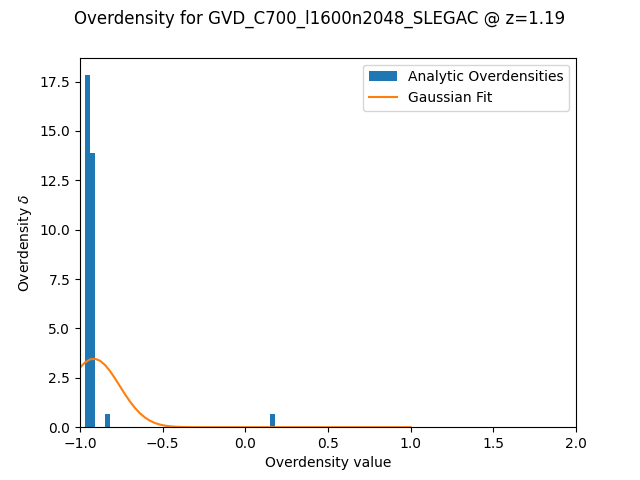 Overdensity for GVD_C700_l1600n2048_SLEGAC @ z=1.19
Analytic Overdensities
Gaussian Fit
Overdensity δ
17.5
15.0
12.5
10.0
7.5
5.0
2.5
0.0
−1.0 −0.5 0.0 0.5 1.0 1.5 2.0
Overdensity value